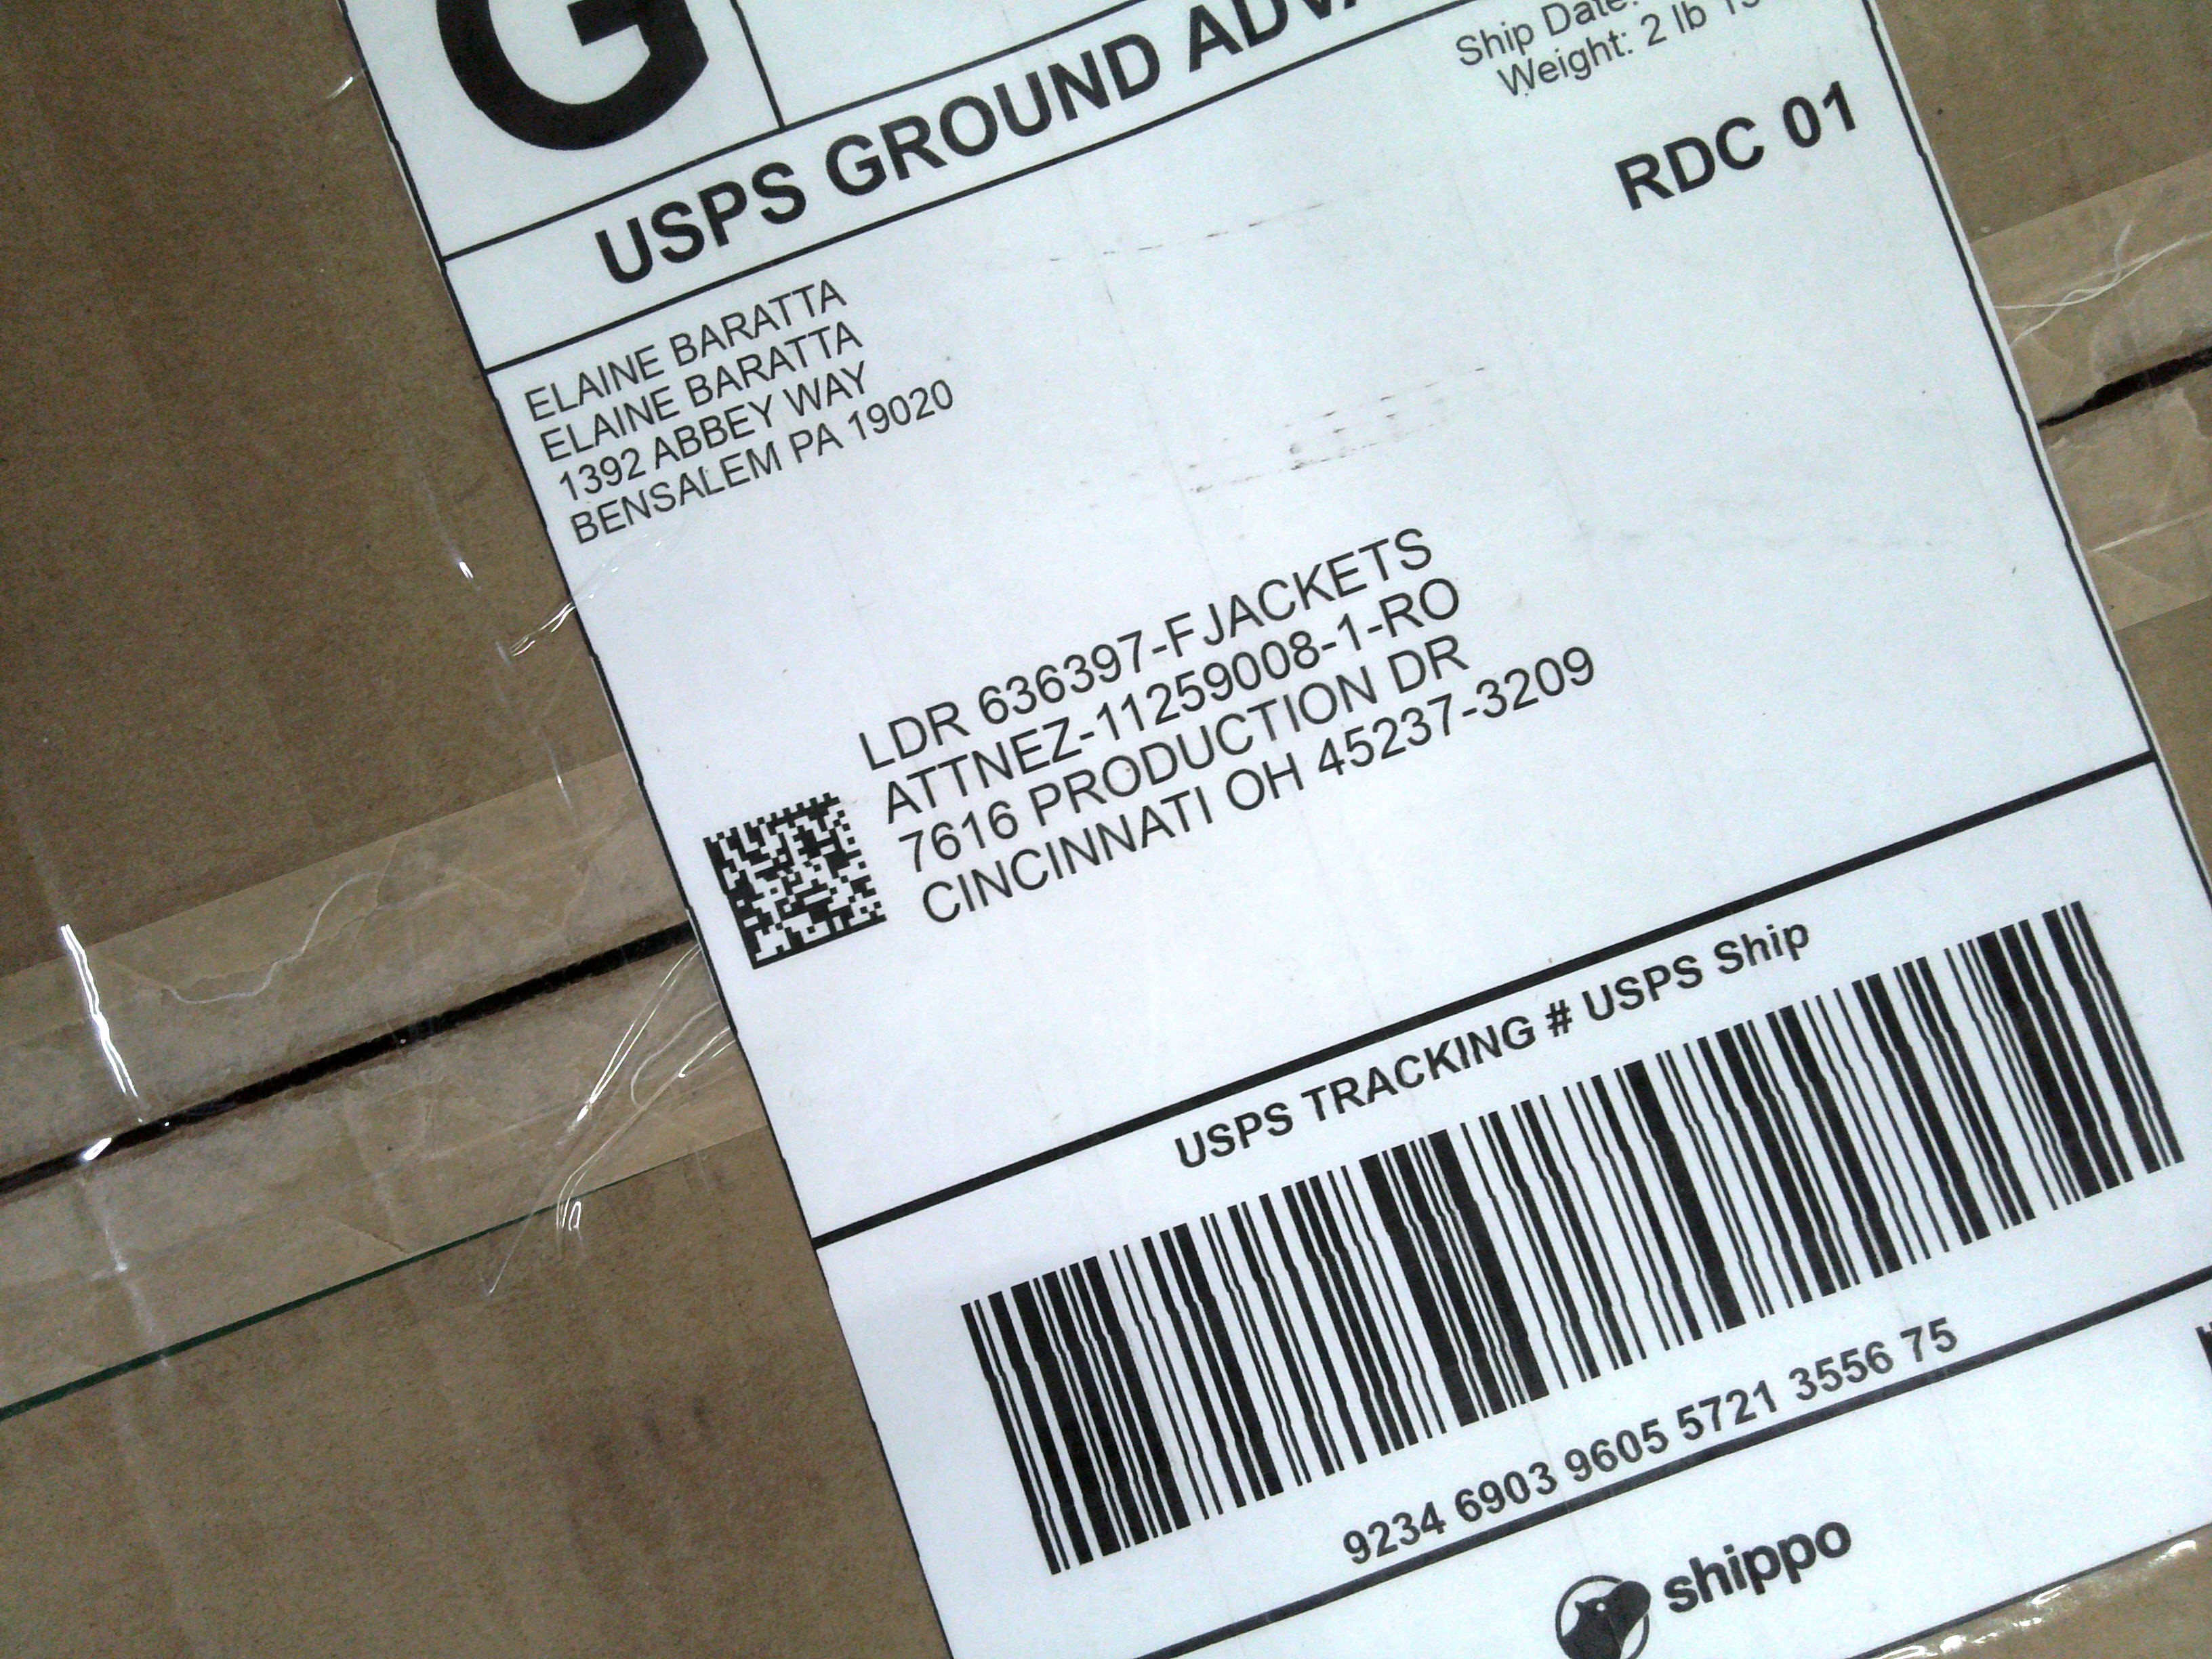 G
USPS GROUND
Ship Date:
Weight: 2 lb
RDC 01
ELAINE BARATTA
ELAINE BARATTA
1392 ABBEY WAY
BENSALEM PA 19020
LDR 636397-FJACKETS
ATTNEZ-11259008-1-RO
7616 PRODUCTION DR
CINCINNATI OH 45237-3209
USPS TRACKING # USPS Ship
9234 6903 9605 5721 3556 75
shippo